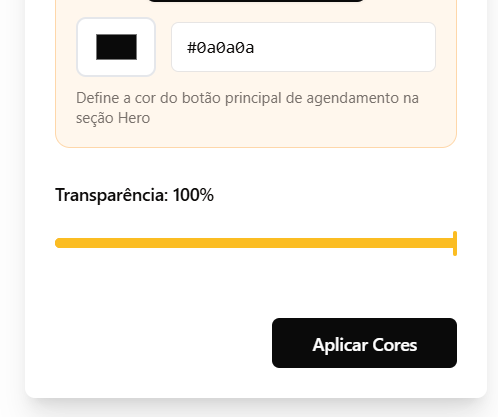 #0a0a0a
Define a cor do botão principal de agendamento na
seção Hero
Transparência: 100%
Aplicar Cores